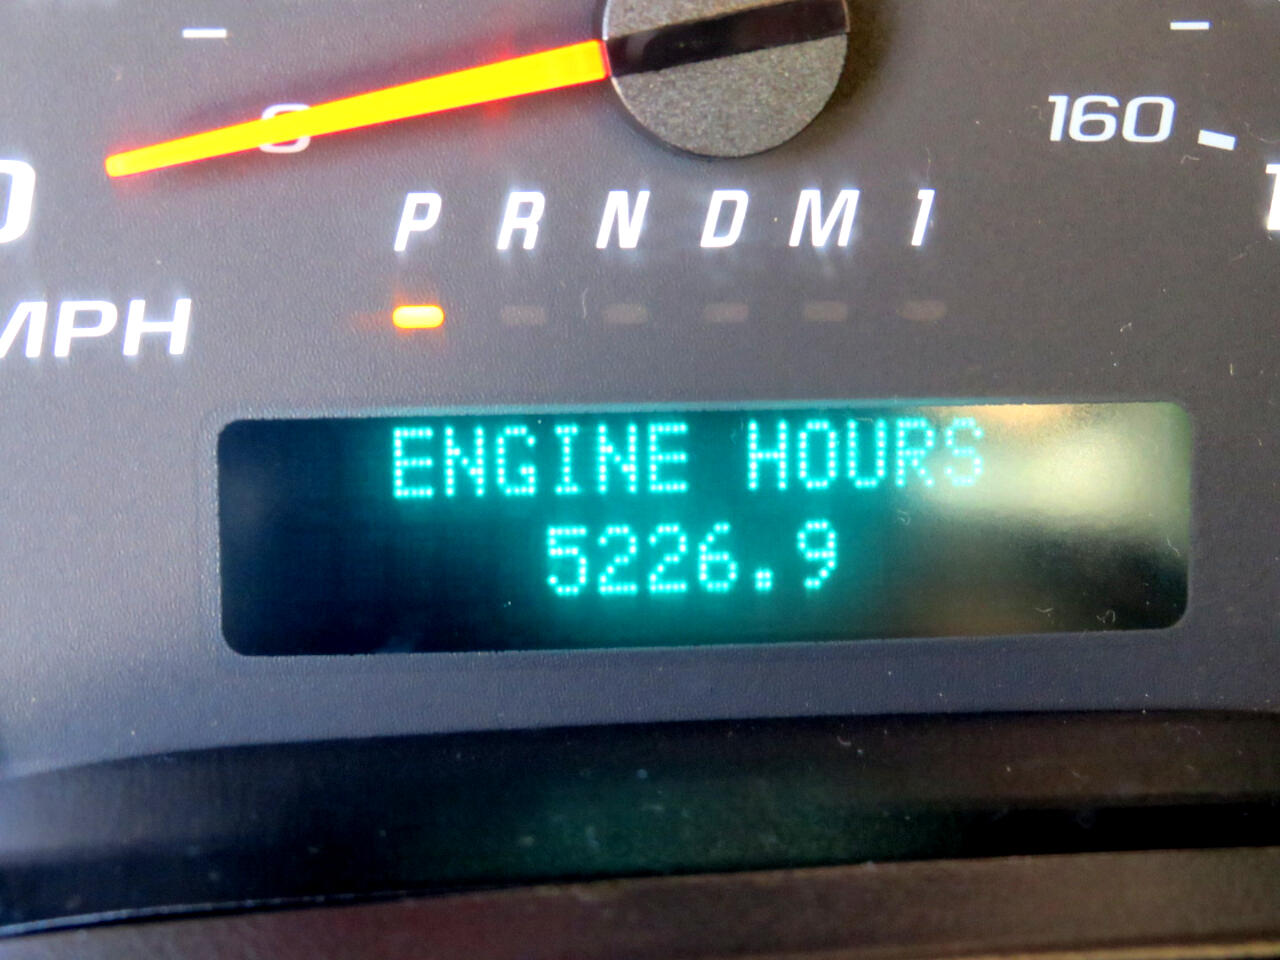 0 160
P R N D M 1
MPH
ENGINE HOURS
5226.9